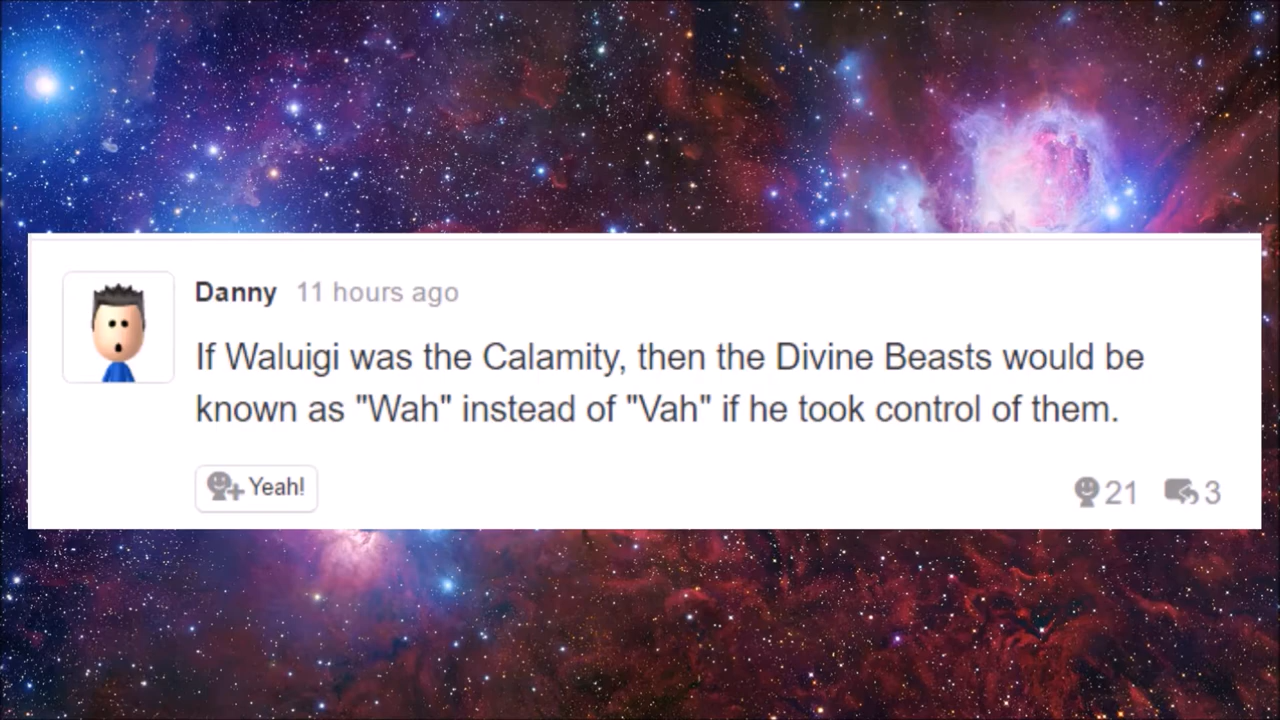 Danny 11 hours ago
If Waluigi was the Calamity, then the Divine Beasts would be
known as "Wah" instead of "Vah" if he took control of them.
Yeah! 21 3